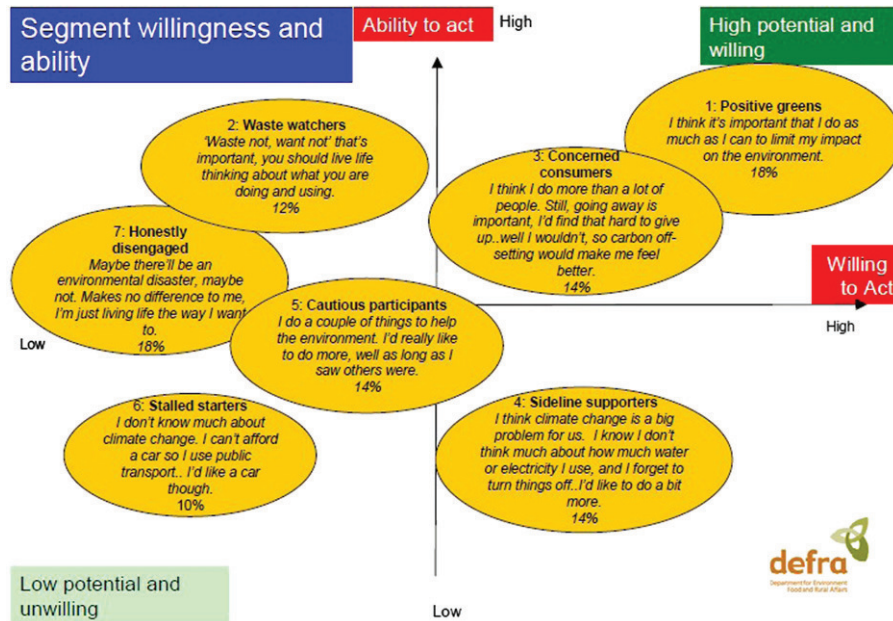 Segment willingness and
ability
Ability to act
High
High potential and
willing
1: Positive greens
I think it's important that I do as
much as I can to limit my impact
on the environment.
18%
2: Waste watchers
'Waste not, want not' that's
important, you should live life
thinking about what you are
doing and using.
12%
3: Concerned
consumers
I think I do more than a lot of
people. Still, going away is
important, I'd find that hard to give
up..well I wouldn't, so carbon off-
setting would make me feel
better.
14%
7: Honestly
disengaged
Maybe there'll be an
environmental disaster, maybe
not. Makes no difference to me,
I'm just living life the way I want
to.
18%
Low
Willing
to Act
High
5: Cautious participants
I do a couple of things to help
the environment. I'd really like
to do more, well as long as I
saw others were.
14%
6: Stalled starters
I don't know much about
climate change. I can't afford
a car so I use public
transport.. I'd like a car
though.
10%
4: Sideline supporters
I think climate change is a big
problem for us. I know I don't
think much about how much water
or electricity I use, and I forget to
turn things off..I'd like to do a bit
more.
14%
Low potential and
unwilling
Low
defra
Department for Environment
Food and Rural Affairs